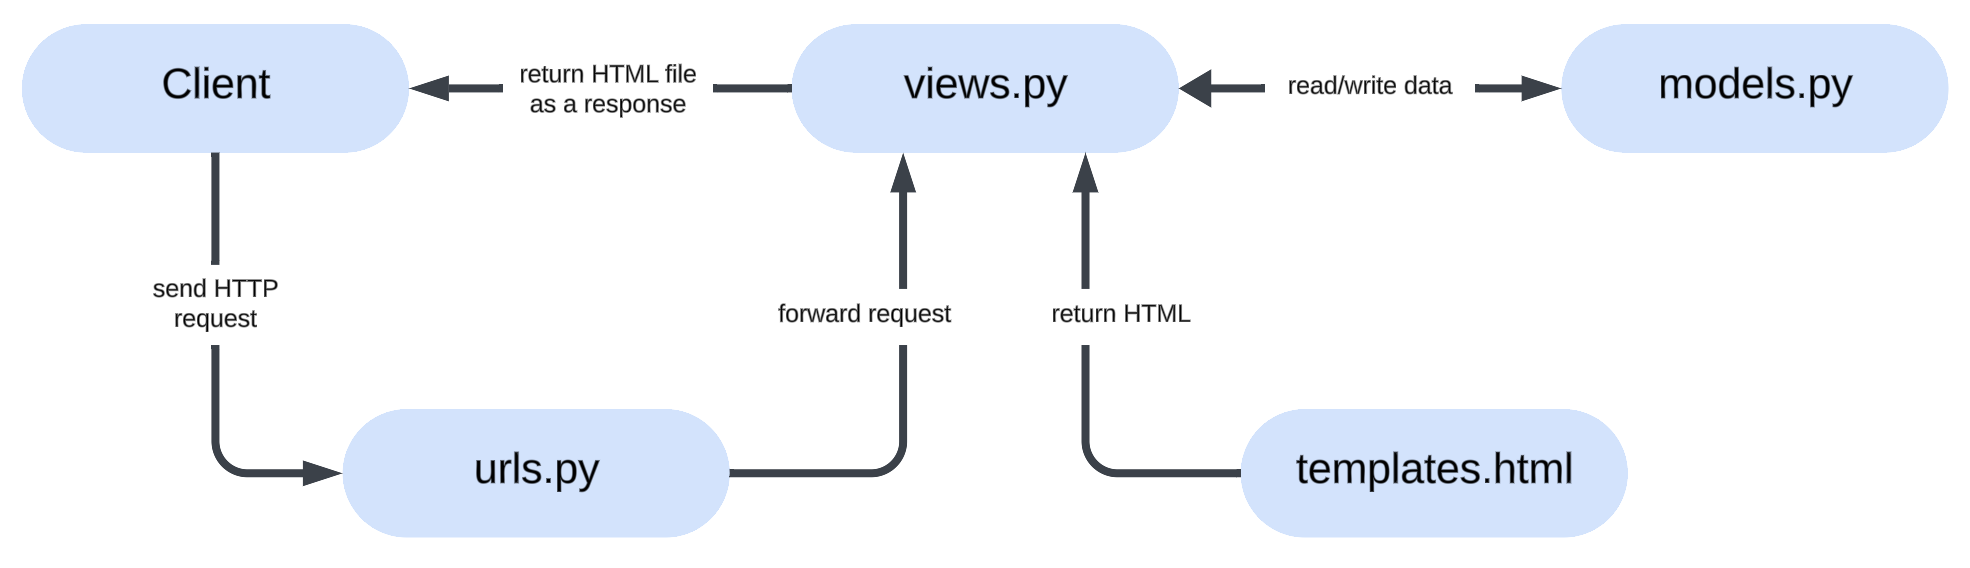 Client
return HTML file
as a response
views.py
read/write data
models.py
send HTTP
request
forward request
return HTML
urls.py
templates.html